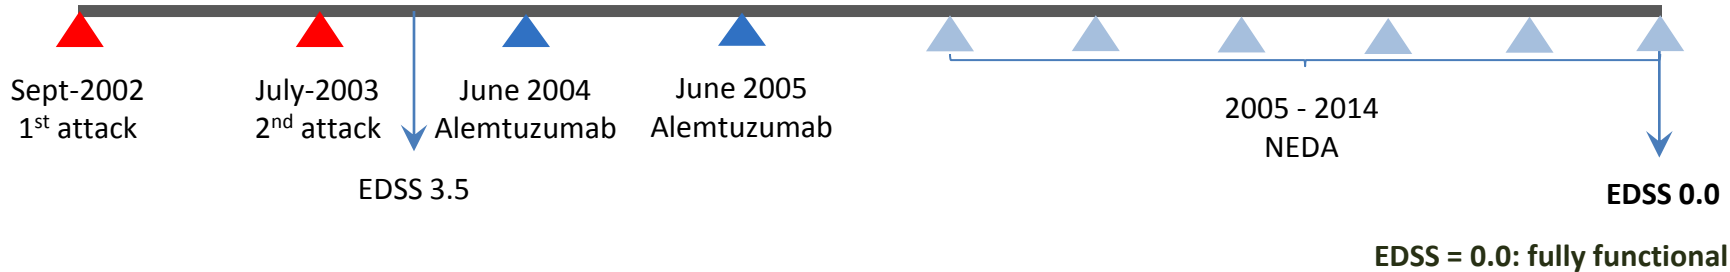 Sept-2002
1st attack
July-2003
2nd attack
EDSS 3.5
June 2004
Alemtuzumab
June 2005
Alemtuzumab
2005 - 2014
NEDA
EDSS 0.0
EDSS = 0.0: fully functional